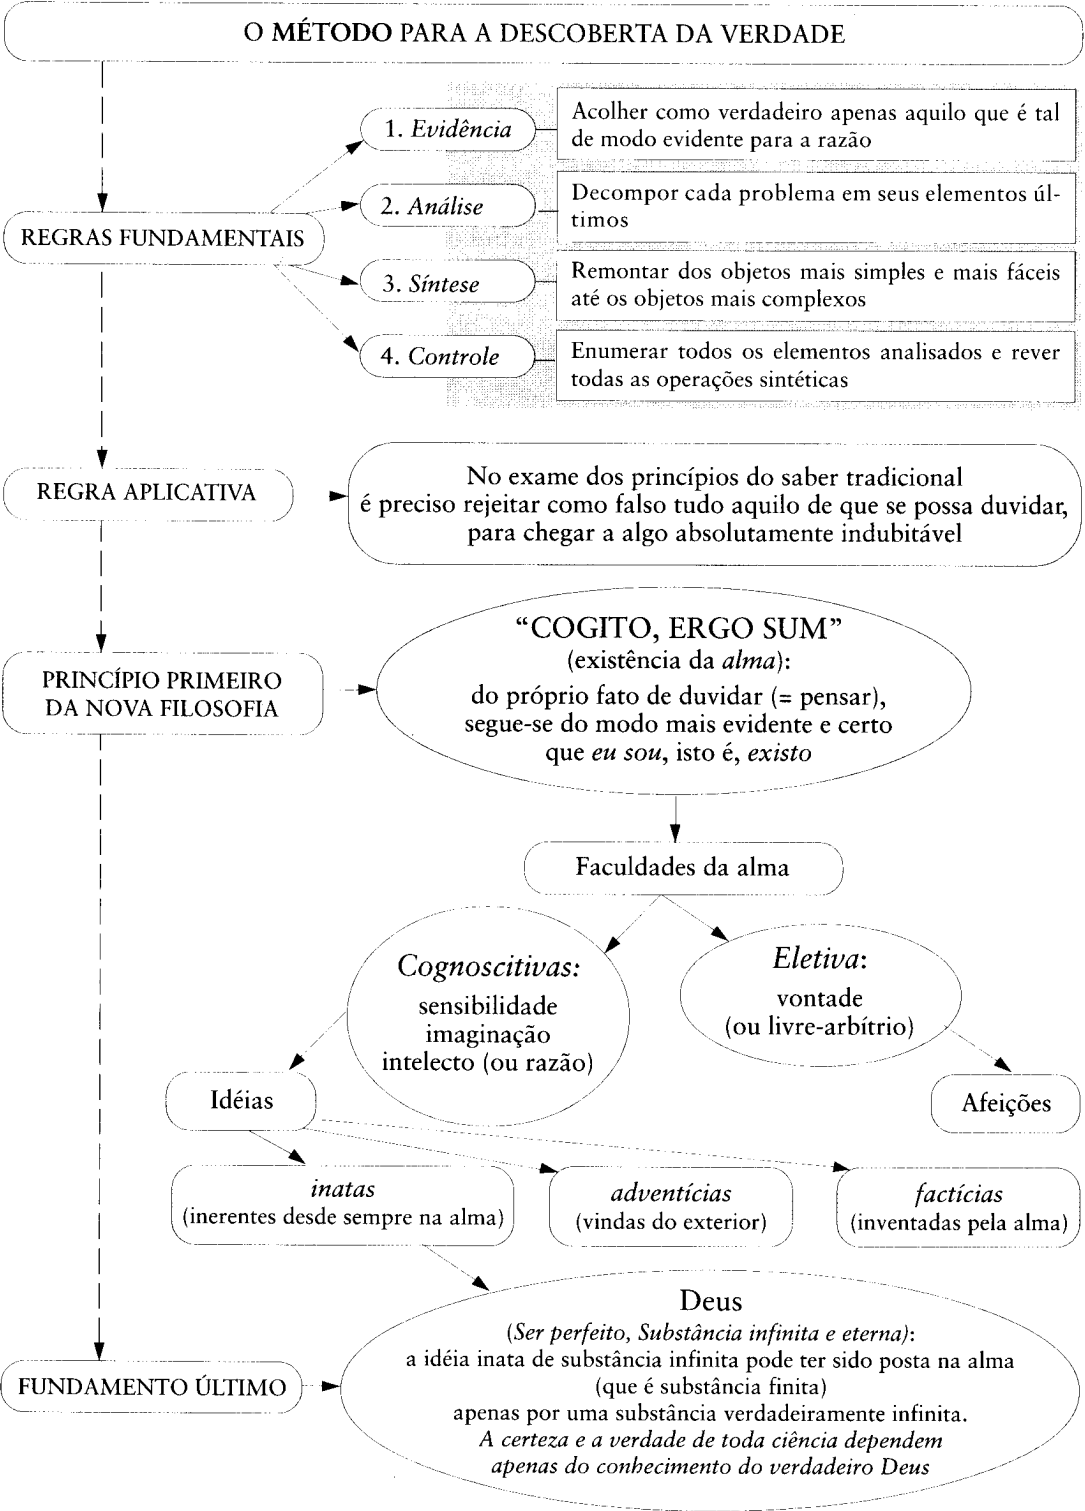 O MÉTODO PARA A DESCOBERTA DA VERDADE
REGRAS FUNDAMENTAIS
1. Evidência
Acolher como verdadeiro apenas aquilo que é tal
de modo evidente para a razão
2. Análise
Decompor cada problema em seus elementos úl-
timos
3. Síntese
Remontar dos objetos mais simples e mais fáceis
até os objetos mais complexos
4. Controle
Enumerar todos os elementos analisados e rever
todas as operações sintéticas
REGRA APLICATIVA
No exame dos princípios do saber tradicional
é preciso rejeitar como falso tudo aquilo de que se possa duvidar,
para chegar a algo absolutamente indubitável
PRINCÍPIO PRIMEIRO
DA NOVA FILOSOFIA
“COGITO, ERGO SUM”
(existência da alma):
do próprio fato de duvidar (= pensar),
segue-se do modo mais evidente e certo
que eu sou, isto é, existo
Faculdades da alma
Cognoscitivas:
sensibilidade
imaginação
intelecto (ou razão)
Eletiva:
vontade
(ou livre-arbítrio)
Idéias
Afeições
inatas
(inerentes desde sempre na alma)
adventícias
(vindas do exterior)
factícias
(inventadas pela alma)
FUNDAMENTO ÚLTIMO
Deus
(Ser perfeito, Substância infinita e eterna):
a idéia inata de substância infinita pode ter sido posta na alma
(que é substância finita)
apenas por uma substância verdadeiramente infinita.
A certeza e a verdade de toda ciência dependem
apenas do conhecimento do verdadeiro Deus